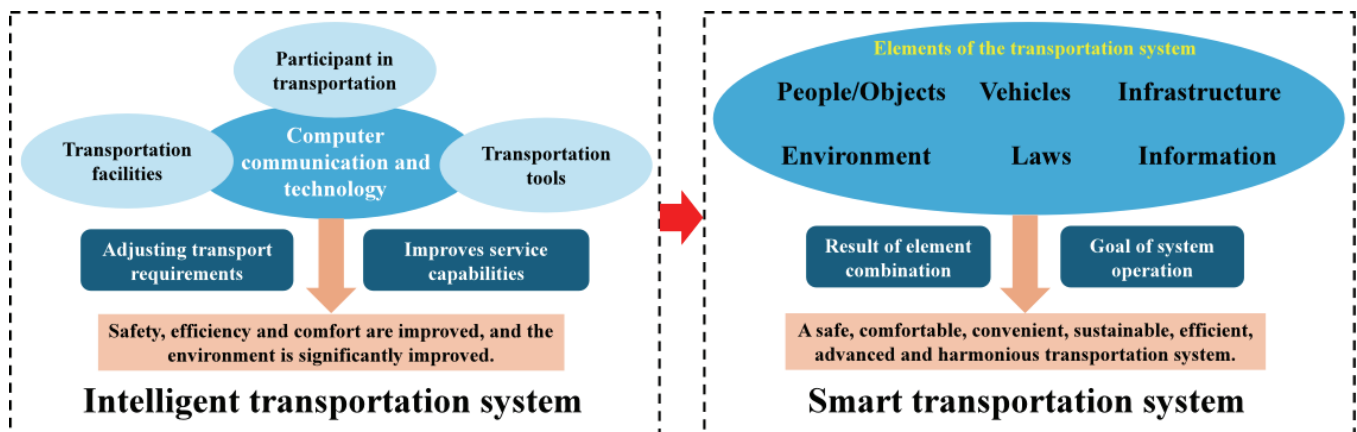 Participant in
transportation
Transportation
facilities
Computer
communication and
technology
Transportation
tools
Adjusting transport
requirements
Improves service
capabilities
Safety, efficiency and comfort are improved, and the
environment is significantly improved.
Intelligent transportation system
Elements of the transportation system
People/Objects Vehicles Infrastructure
Environment Laws Information
Result of element
combination
Goal of system
operation
A safe, comfortable, convenient, sustainable, efficient,
advanced and harmonious transportation system.
Smart transportation system